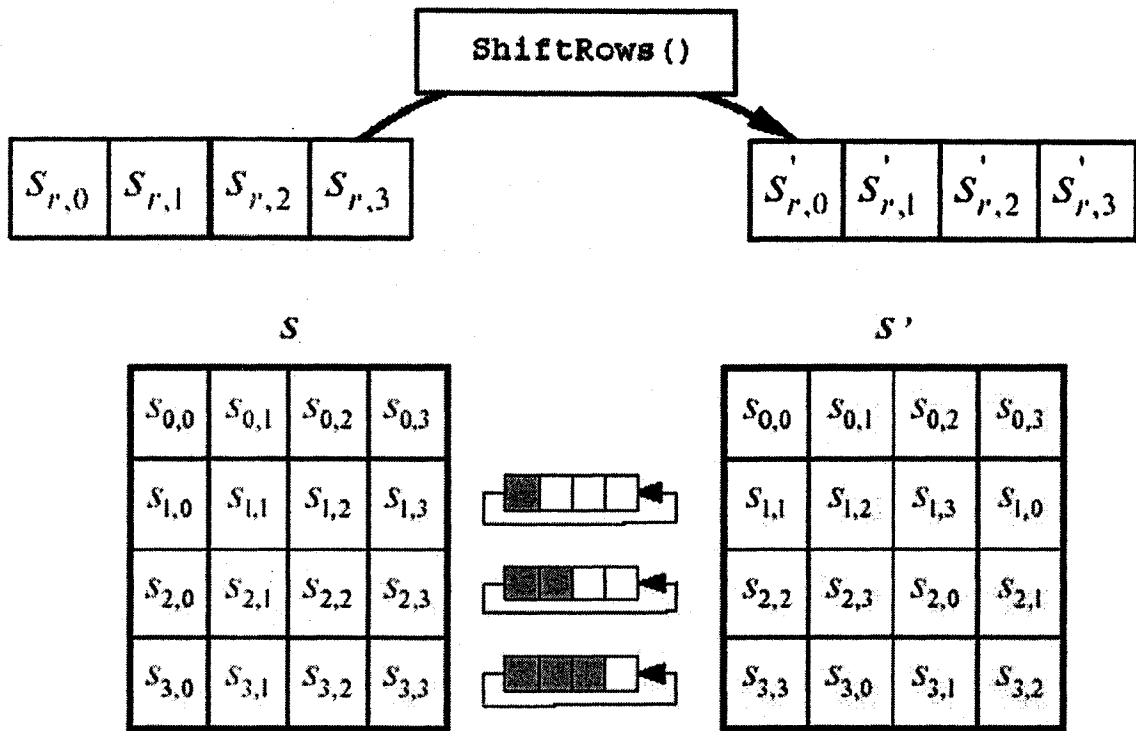 ShiftRows()
S_{r,0} S_{r,1} S_{r,2} S_{r,3} S'_{r,0} S'_{r,1} S'_{r,2} S'_{r,3}
S S'
S_{0,0} S_{0,1} S_{0,2} S_{0,3} S_{0,0} S_{0,1} S_{0,2} S_{0,3}
S_{1,0} S_{1,1} S_{1,2} S_{1,3} S_{1,1} S_{1,2} S_{1,3} S_{1,0}
S_{2,0} S_{2,1} S_{2,2} S_{2,3} S_{2,2} S_{2,3} S_{2,0} S_{2,1}
S_{3,0} S_{3,1} S_{3,2} S_{3,3} S_{3,3} S_{3,0} S_{3,1} S_{3,2}